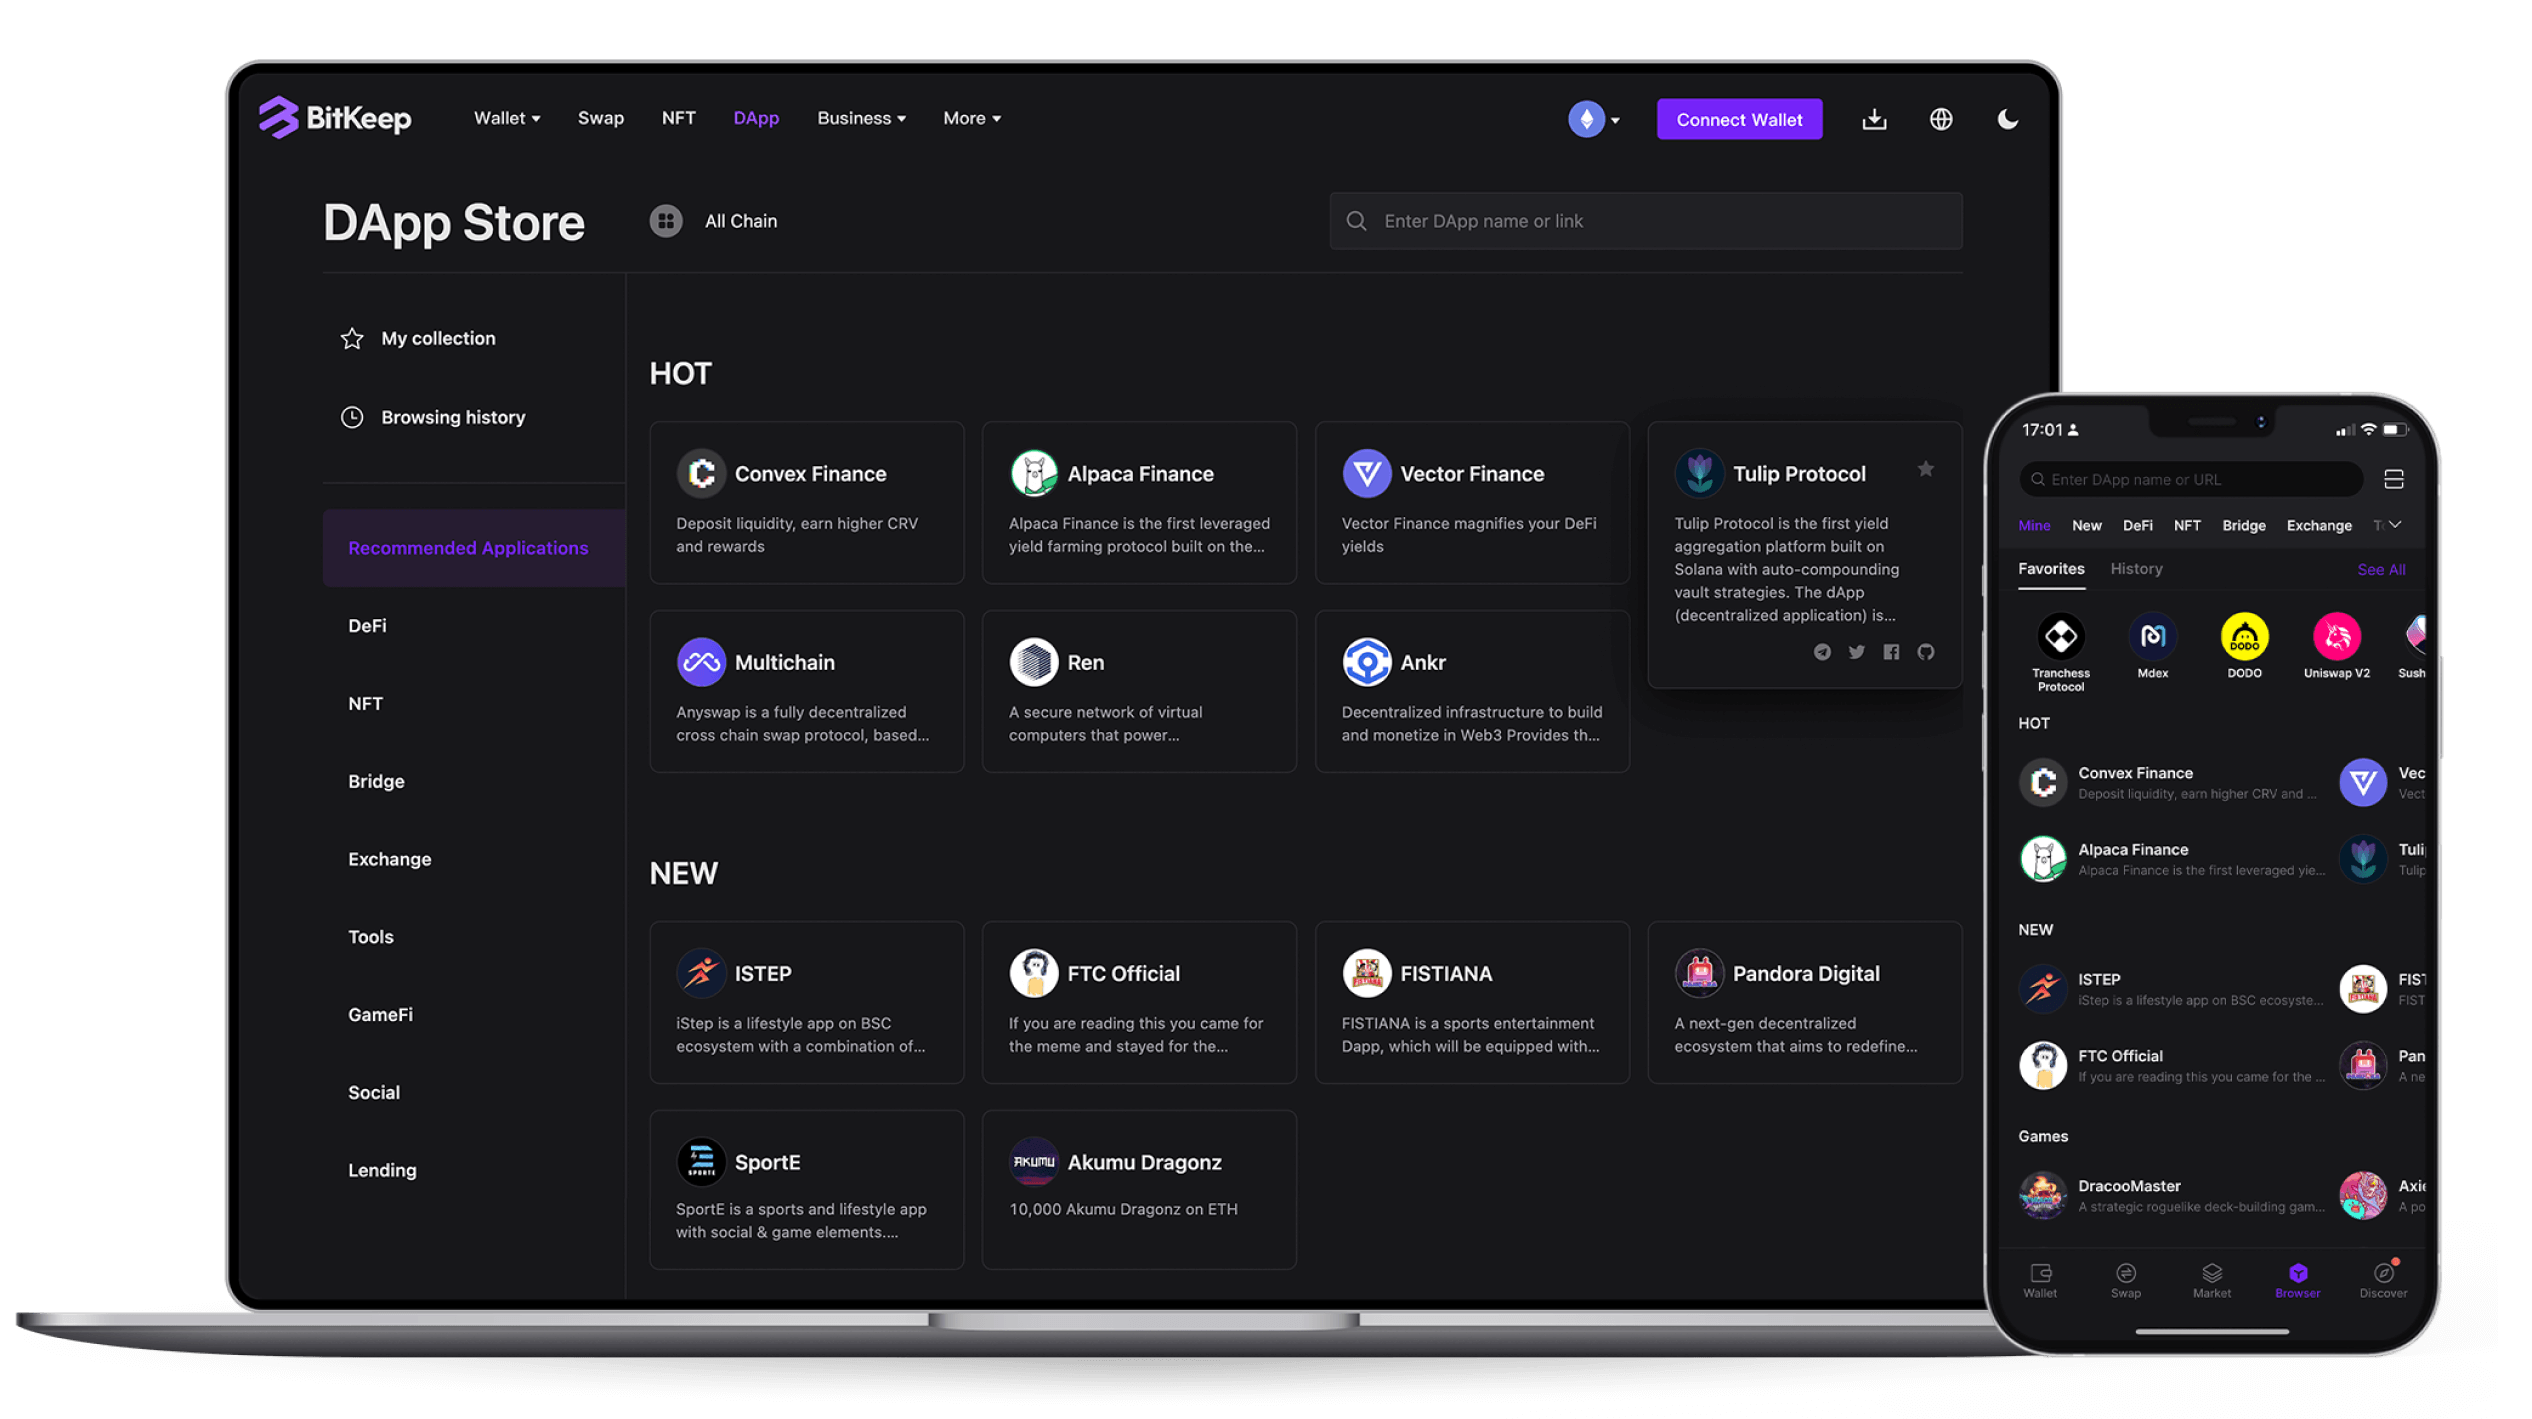 BitKeep
Wallet
Swap
NFT
DApp
Business
More
Connect Wallet
DApp Store
All Chain
Enter DApp name or link
My collection
Browsing history
Recommended Applications
DeFi
NFT
Bridge
Exchange
Tools
GameFi
Social
Lending
HOT
Convex Finance
Deposit liquidity, earn higher CRV
and rewards
Alpaca Finance
Alpaca Finance is the first leveraged
yield farming protocol built on the...
Vector Finance
Vector Finance magnifies your DeFi
yields
Tulip Protocol
Tulip Protocol is the first yield
aggregation platform built on
Solana with auto-compounding
vault strategies. The dApp
(decentralized application) is...
Multichain
Anyswap is a fully decentralized
cross chain swap protocol, based...
Ren
A secure network of virtual
computers that power...
Ankr
Decentralized infrastructure to build
and monetize in Web3 Provides th...
NEW
ISTEP
iStep is a lifestyle app on BSC
ecosystem with a combination of...
FTC Official
If you are reading this you came for
the meme and stayed for the...
FISTIANA
FISTIANA is a sports entertainment
Dapp, which will be equipped with...
Pandora Digital
A next-gen decentralized
ecosystem that aims to redefine...
SPORTE
SportE
SportE is a sports and lifestyle app
with social & game elements....
AKUMU
Akumu Dragonz
10,000 Akumu Dragonz on ETH
17:01
Enter DApp name or URL
Mine
New
DeFi
NFT
Bridge
Exchange
Favorites
History
See All
Tranchess
Protocol
Mdex
DODO
DODO
Uniswap V2
Sush
HOT
Convex Finance
Deposit liquidity, earn higher CRV and ...
Vec
Vect
Alpaca Finance
Alpaca Finance is the first leveraged yie...
Tuli
Tulip
NEW
ISTEP
iStep is a lifestyle app on BSC ecosyste...
FIST
FIST
FTC Official
If you are reading this you came for the ...
Pan
A ne
Games
DracooMaster
A strategic roguelike deck-building gam...
Axie
A po
Wallet
Swap
Market
Browser
Discover